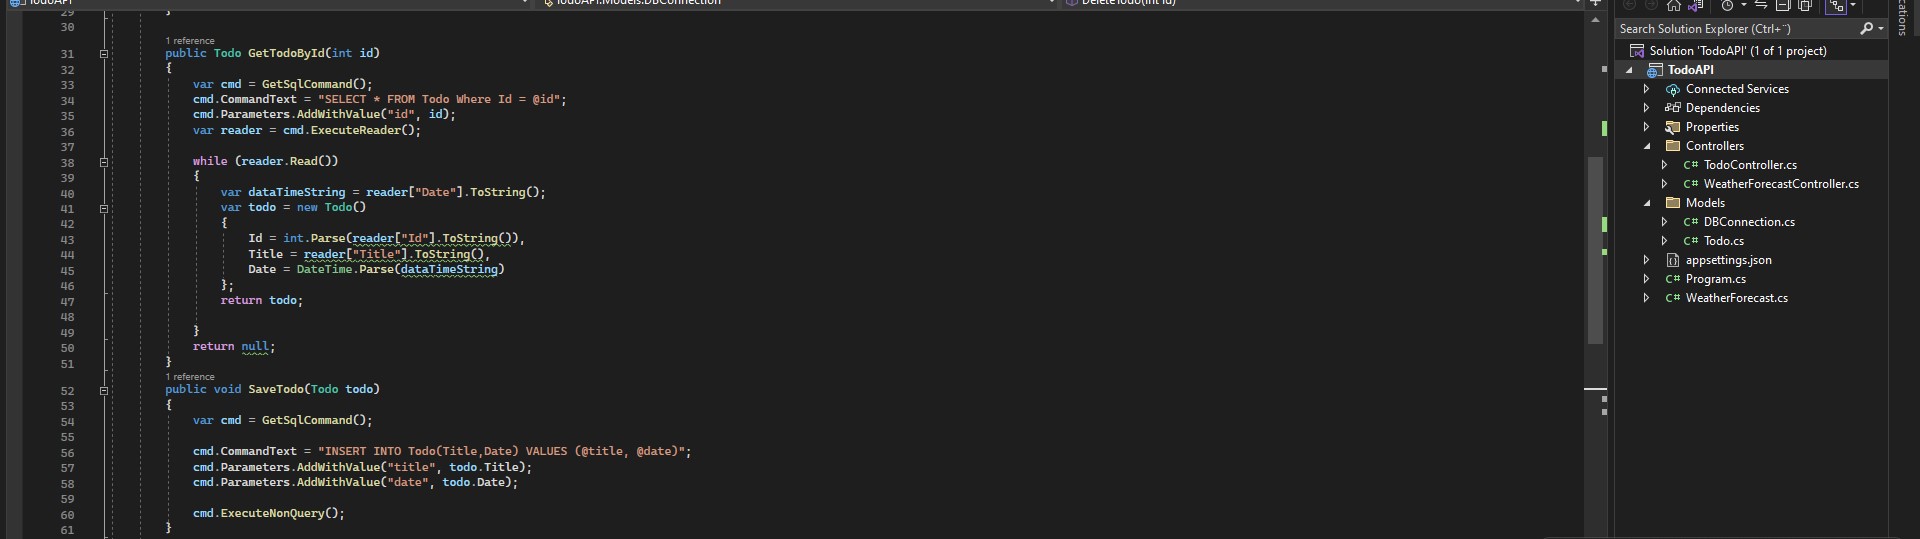 TodoAPI
TodoAPI.Models.DBConnection
DeleteTodo(int id)
29 }
30
1 reference
31 public Todo GetTodoById(int id)
32 {
33 var cmd = GetSqlCommand();
34 cmd.CommandText = "SELECT * FROM Todo Where Id = @id";
35 cmd.Parameters.AddWithValue("id", id);
36 var reader = cmd.ExecuteReader();
37
38 while (reader.Read())
39 {
40 var dataTimeString = reader["Date"].ToString();
41 var todo = new Todo()
42 {
43 Id = int.Parse(reader["Id"].ToString()),
44 Title = reader["Title"].ToString(),
45 Date = DateTime.Parse(dataTimeString)
46 };
47 return todo;
48
49 }
50 return null;
51 }
1 reference
52 public void SaveTodo(Todo todo)
53 {
54 var cmd = GetSqlCommand();
55
56 cmd.CommandText = "INSERT INTO Todo(Title,Date) VALUES (@title, @date)";
57 cmd.Parameters.AddWithValue("title", todo.Title);
58 cmd.Parameters.AddWithValue("date", todo.Date);
59
60 cmd.ExecuteNonQuery();
61 }
Search Solution Explorer (Ctrl+¨)
Solution 'TodoAPI' (1 of 1 project)
TodoAPI
Connected Services
Dependencies
Properties
Controllers
C# TodoController.cs
C# WeatherForecastController.cs
Models
C# DBConnection.cs
C# Todo.cs
appsettings.json
C# Program.cs
C# WeatherForecast.cs